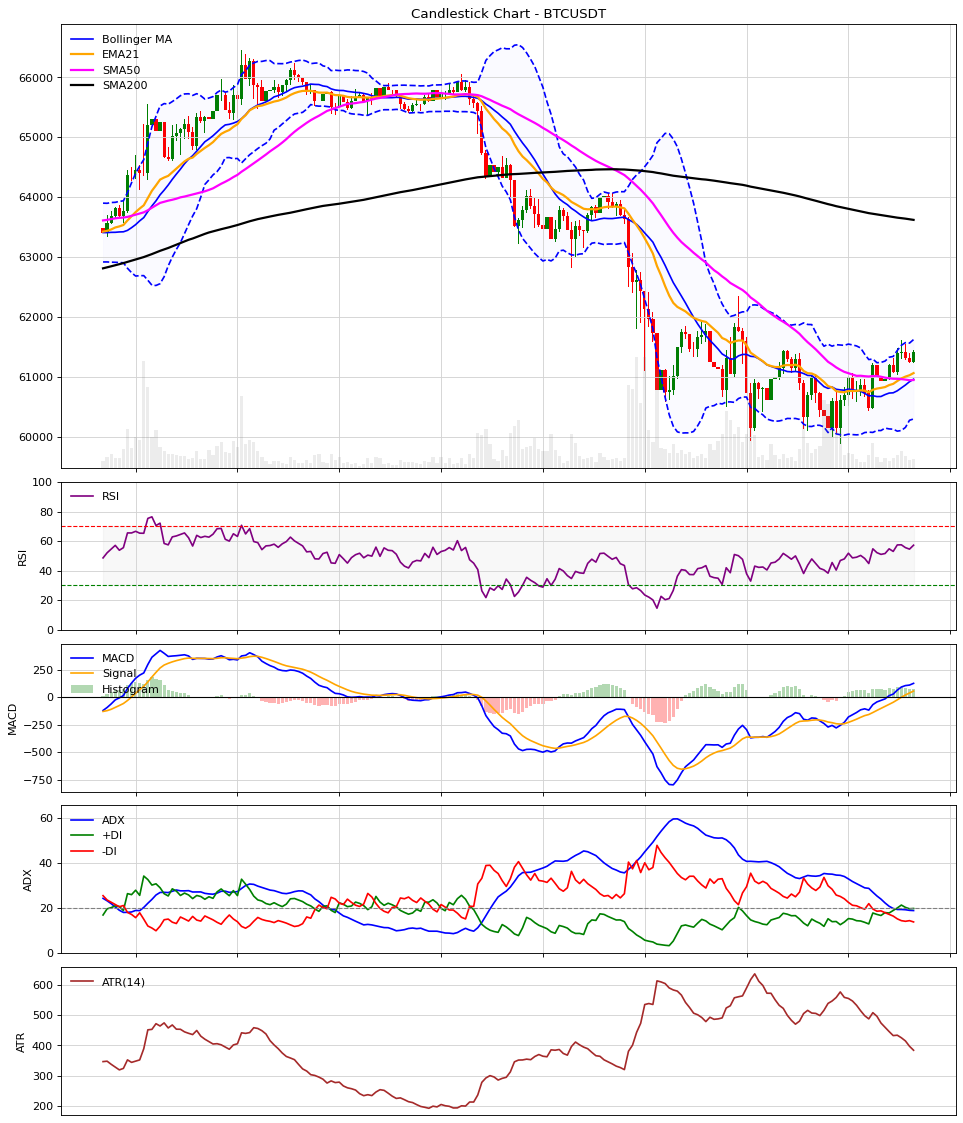 Candlestick Chart - BTCUSDT
Bollinger MA
EMA21
SMA50
SMA200
66000
65000
64000
63000
62000
61000
60000
RSI
100
80
60
40
20
0
RSI
MACD
Signal
Histogram
250
0
−250
−500
−750
MACD
ADX
+DI
-DI
60
40
20
0
ADX
ATR(14)
600
500
400
300
200
ATR